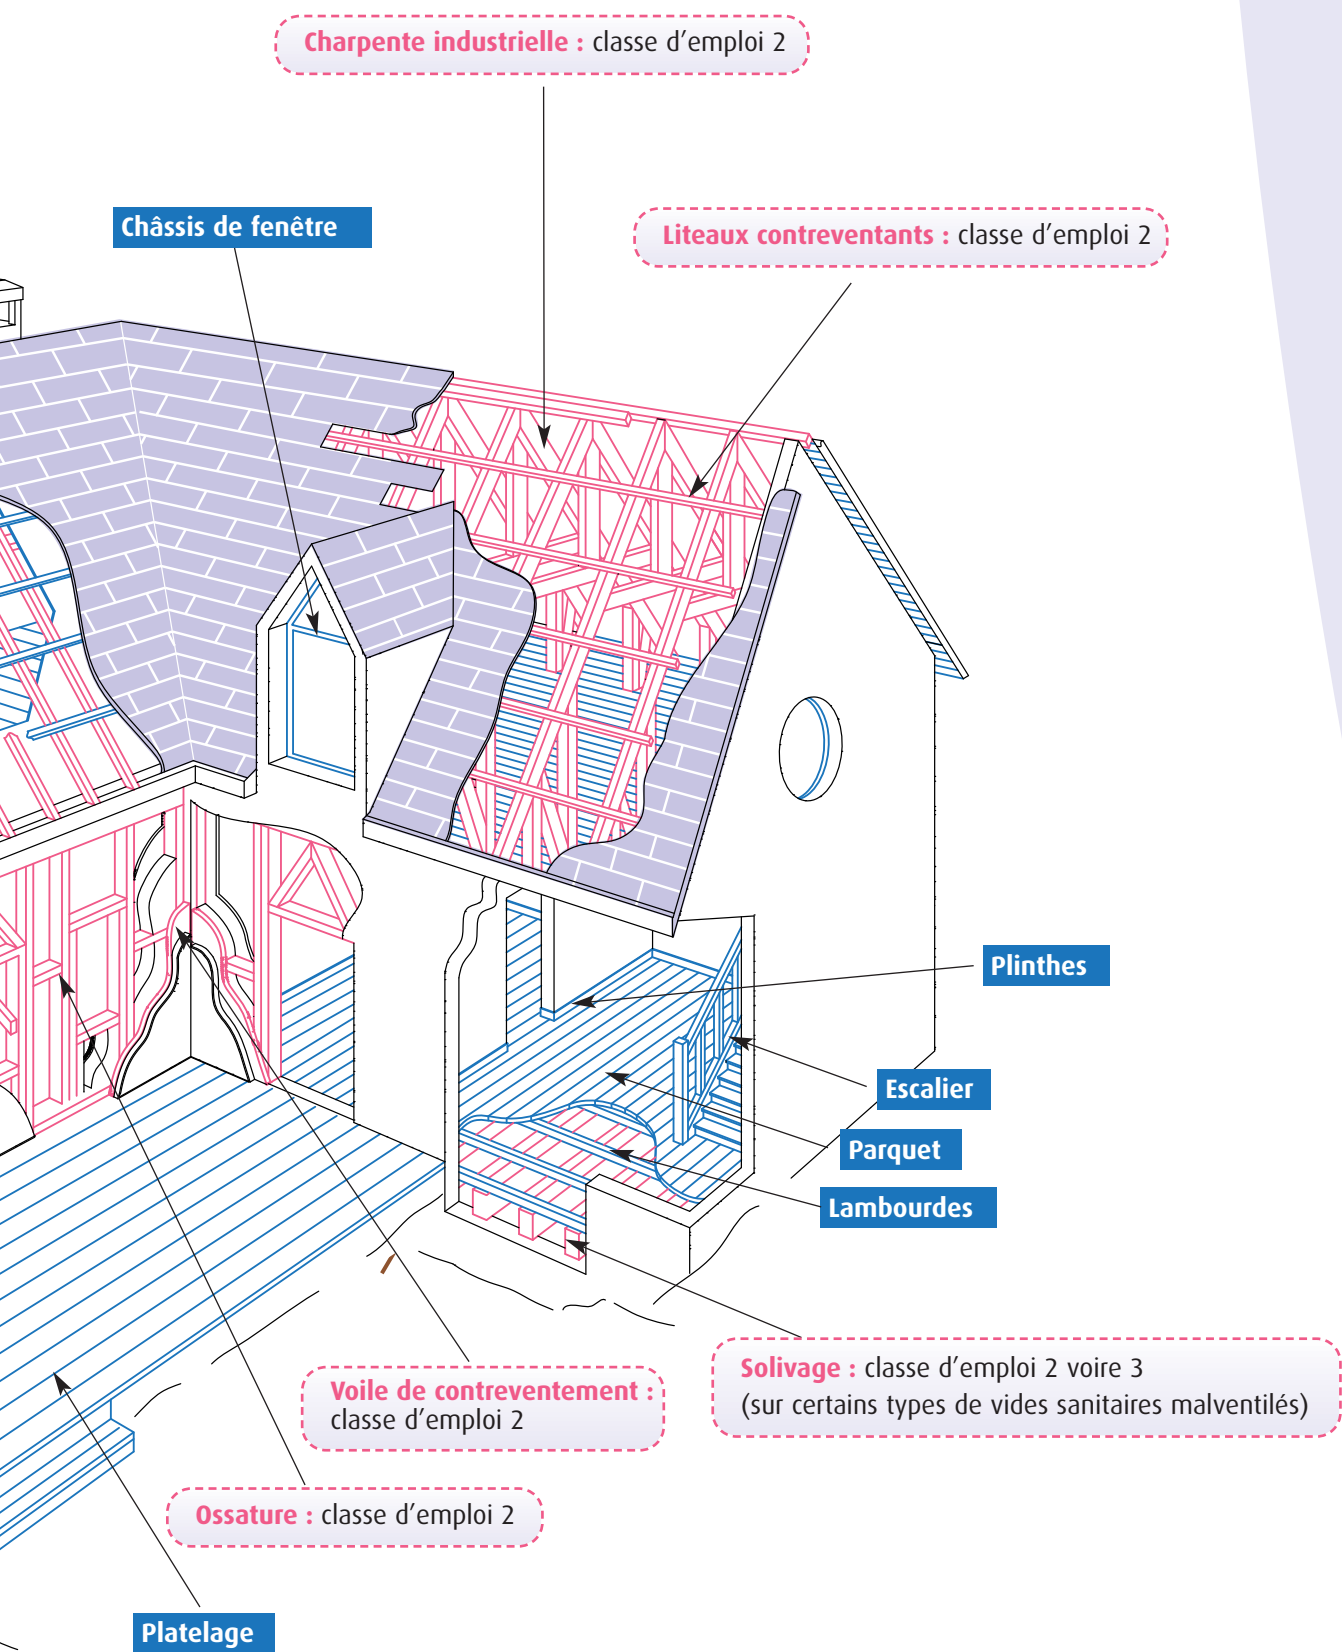 Charpente industrielle : classe d’emploi 2
Châssis de fenêtre
Liteaux contreventants : classe d’emploi 2
Plinthes
Escalier
Parquet
Lambourdes
Solivage : classe d’emploi 2 voire 3
(sur certains types de vides sanitaires malventilés)
Voile de contreventement :
classe d’emploi 2
Ossature : classe d’emploi 2
Platelage